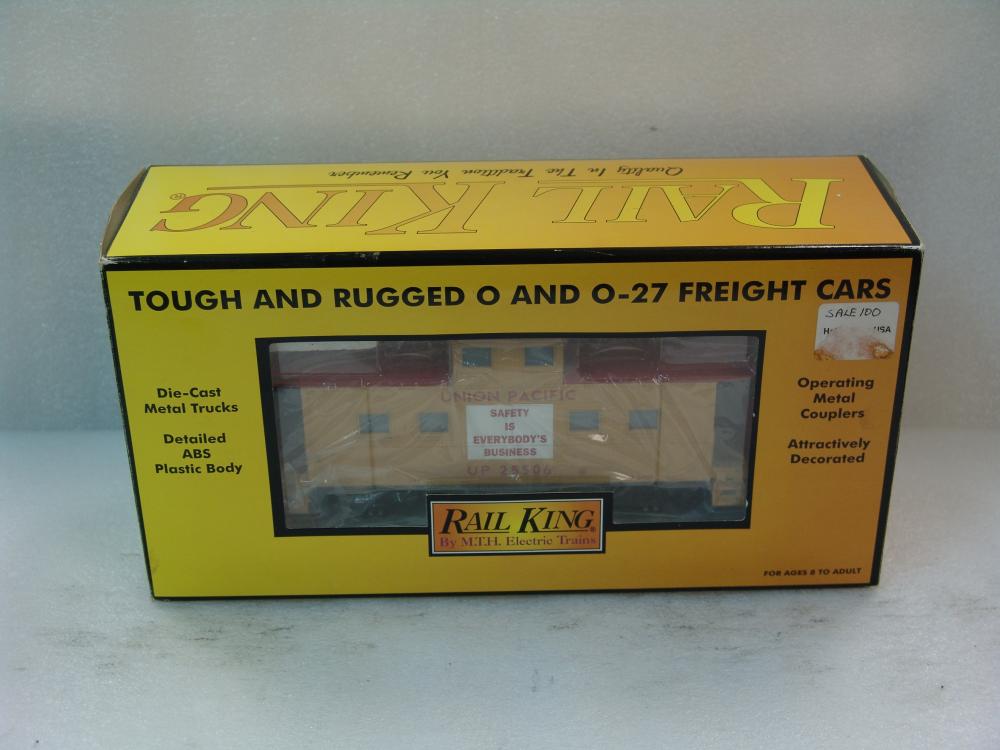 Quality In The Tradition You Remember
RAIL KING®
TOUGH AND RUGGED O AND O-27 FREIGHT CARS
SALE 100
USA
Die-Cast
Metal Trucks
Detailed
ABS
Plastic Body
UNION PACIFIC
SAFETY
IS
EVERYBODY'S
BUSINESS
UP 25506
Operating
Metal
Couplers
Attractively
Decorated
RAIL KING®
By M.T.H. Electric Trains
FOR AGES 8 TO ADULT